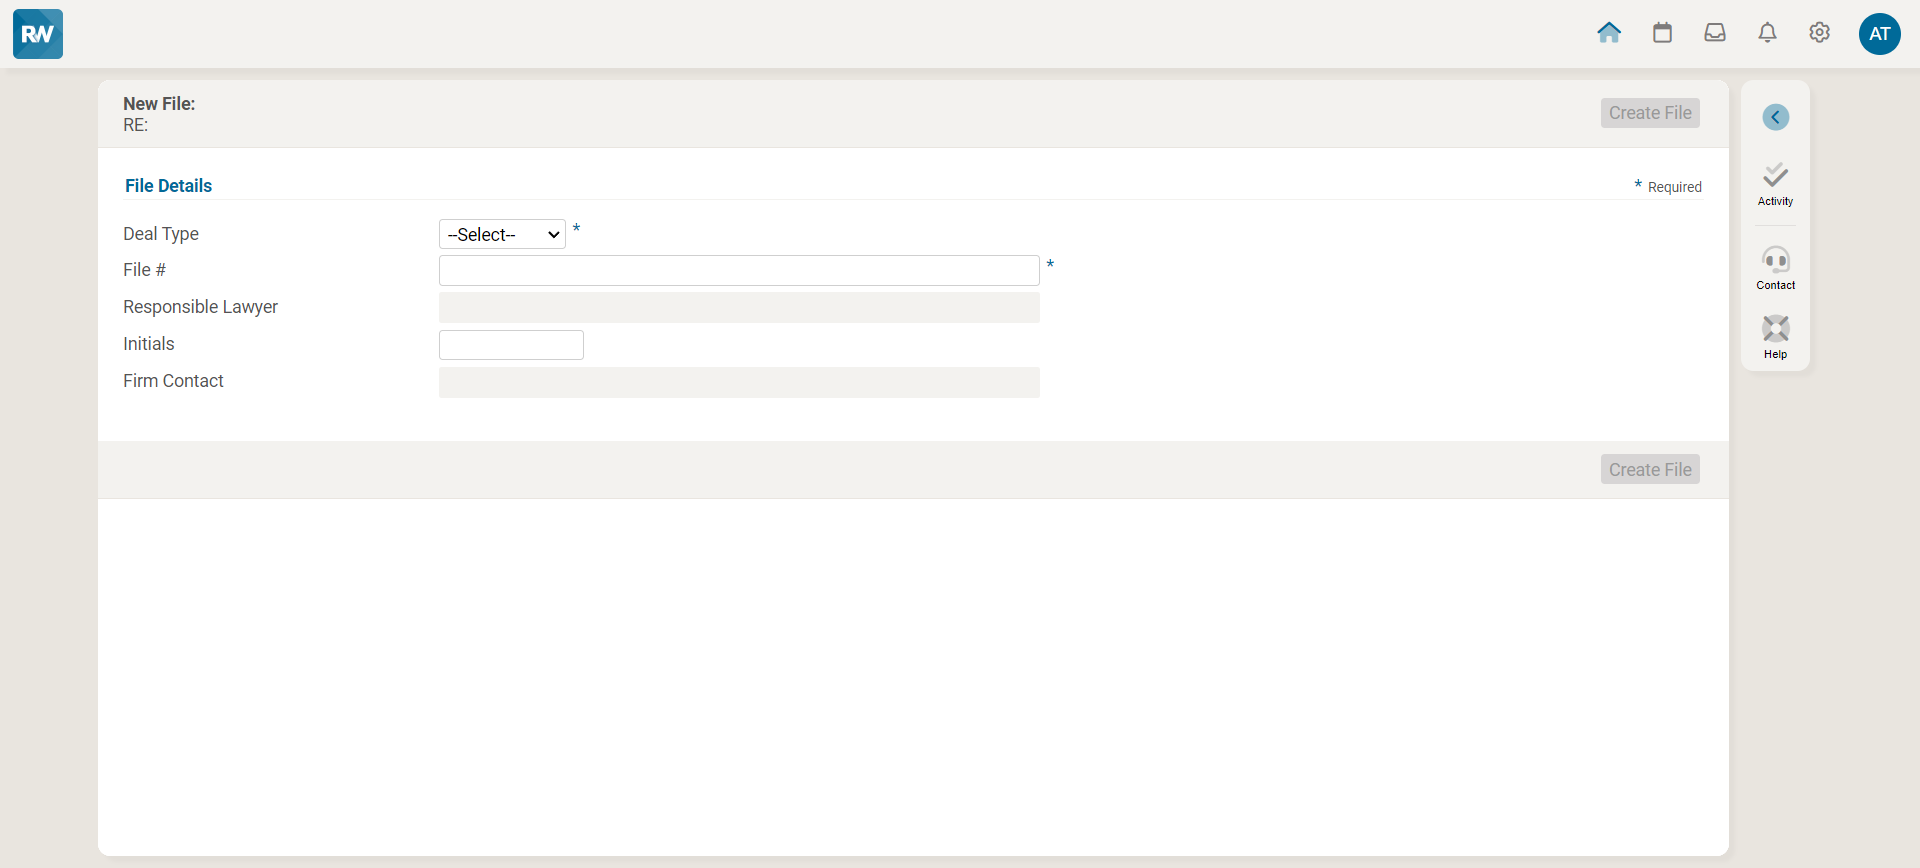 RW
AT
New File:
RE:
Create File
File Details
* Required
Deal Type
--Select--
*
File #
*
Responsible Lawyer
Initials
Firm Contact
Create File
Activity
Contact
Help